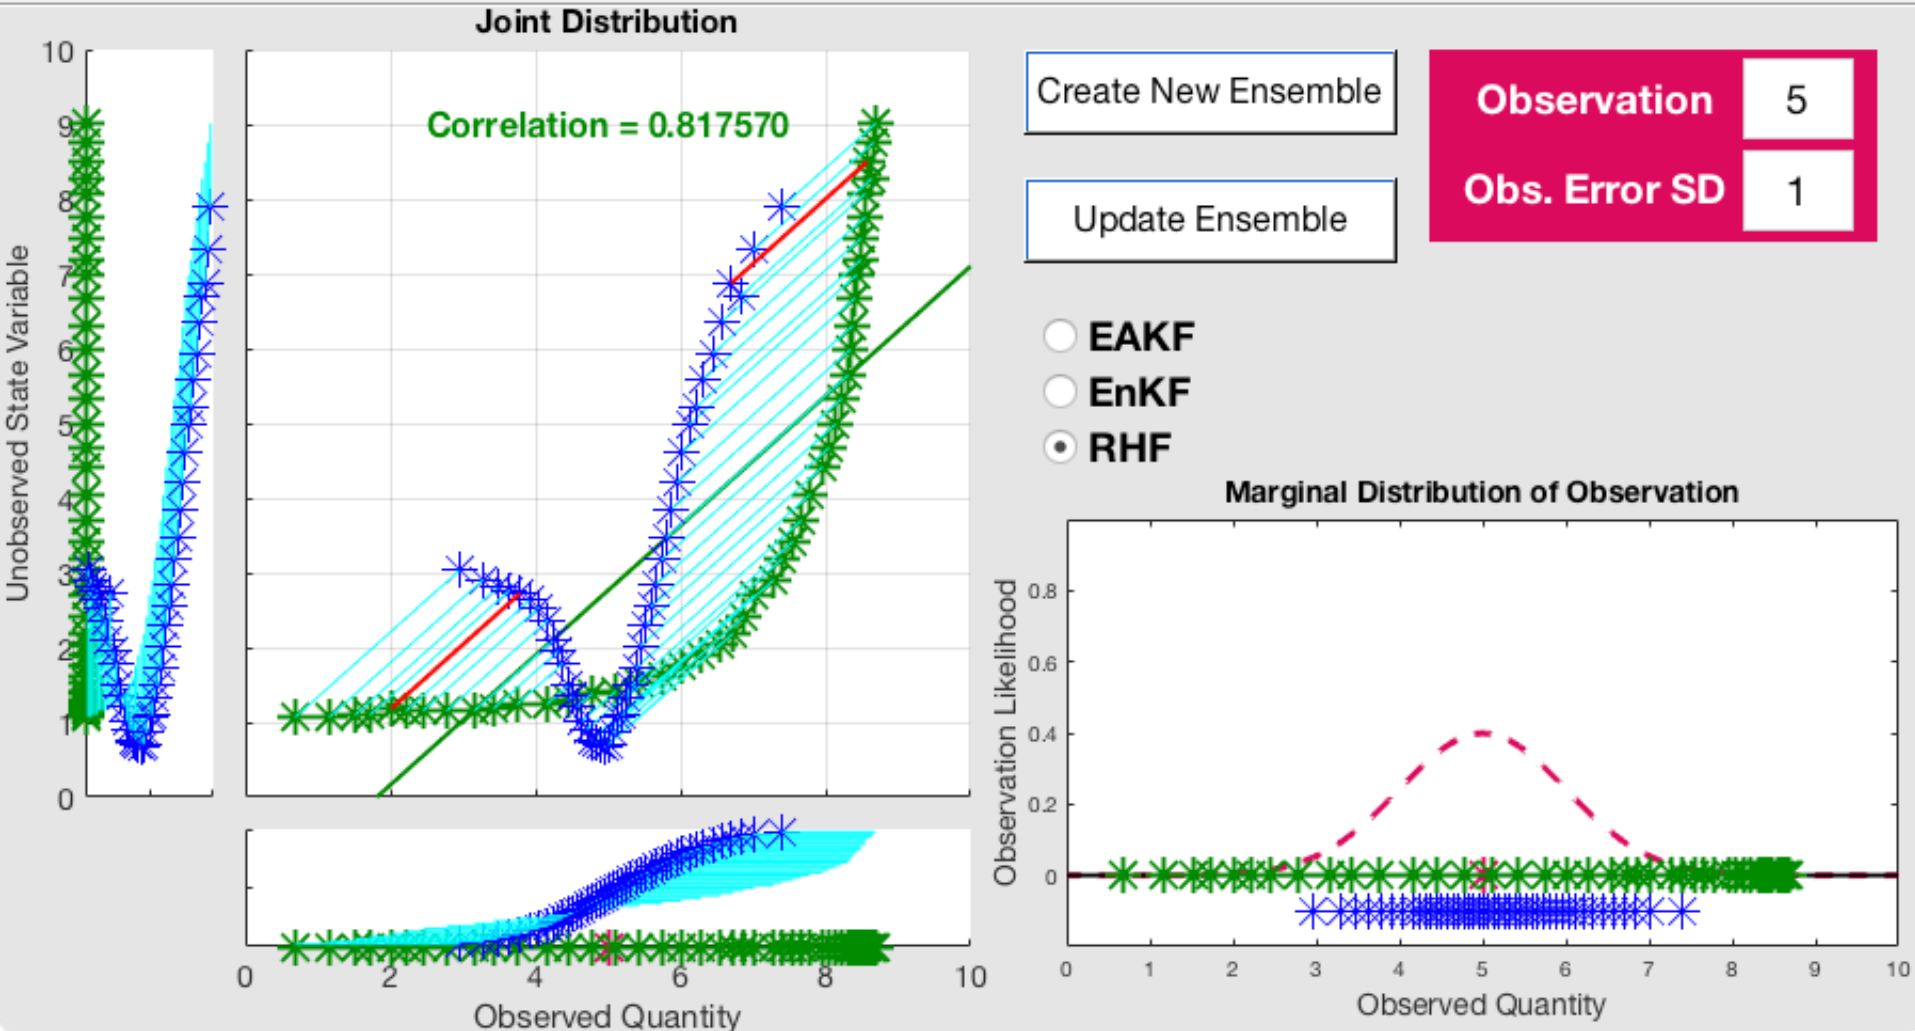 Joint Distribution
Correlation = 0.817570
Unobserved State Variable
10
9
8
7
6
5
4
3
2
1
0
0 2 4 6 8 10
Observed Quantity
Create New Ensemble
Update Ensemble
Observation 5
Obs. Error SD 1
EAKF
EnKF
RHF
Marginal Distribution of Observation
Observation Likelihood
0.8
0.6
0.4
0.2
0
0 1 2 3 4 5 6 7 8 9 10
Observed Quantity